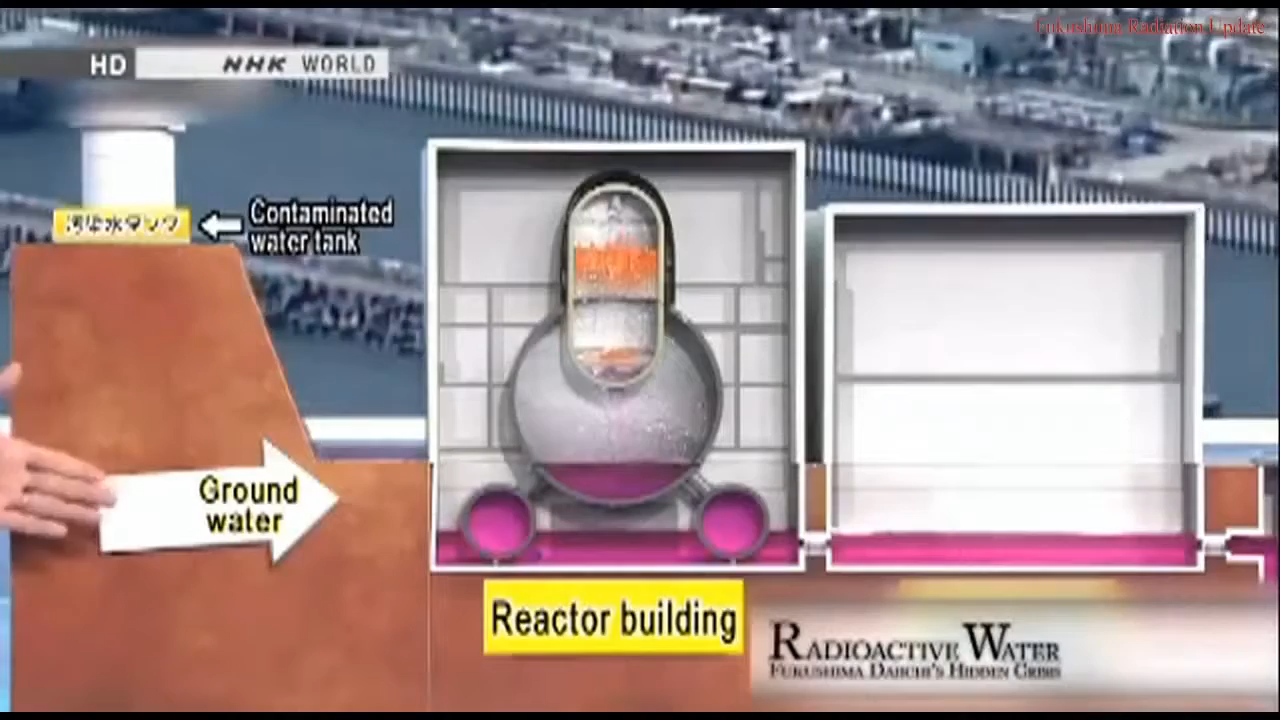 Fukushima Radiation Update
HD NHK WORLD
汚染水タンク
Contaminated
water tank
Ground
water
Reactor building
RADIOACTIVE WATER
FUKUSHIMA DAIICHI'S HIDDEN CRISIS